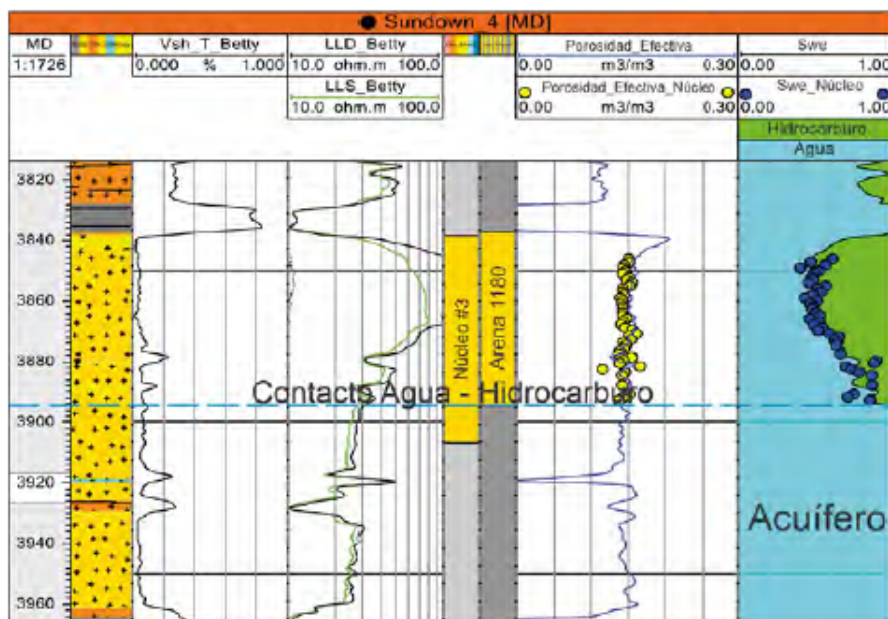 Sundown_4 [MD]
MD
1:1726
Vsh_T_Betty
0.000 % 1.000
LLD_Betty
10.0 ohm.m 100.0
LLS_Betty
10.0 ohm.m 100.0
Porosidad_Efectiva
0.00 m3/m3 0.30
Porosidad_Efectiva_Núcleo
0.00 m3/m3 0.30
Swe
0.00 1.00
Swe_Núcleo
0.00 1.00
Hidrocarburo
Agua
3820
3840
3860
3880
3900
3920
3940
3960
Núcleo #3
Arena 1180
Contacto Agua - Hidrocarburo
Acuífero